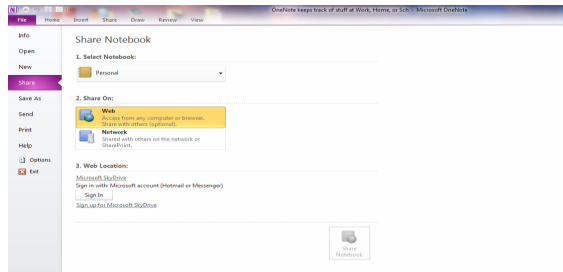 OneNote keeps track of stuff at Work, Home, or Sch - Microsoft OneNote
File Home Insert Share Draw Review View
Info
Open
New
Share
Save As
Send
Print
Help
Options
Exit
Share Notebook
1. Select Notebook:
Personal
2. Share On:
Web
Access from any computer or browser.
Share with others (optional).
Network
Shared with others on the network or
SharePoint.
3. Web Location:
Microsoft SkyDrive
Sign in with: Microsoft account (Hotmail or Messenger)
Sign In
Sign up for Microsoft SkyDrive
Share
Notebook